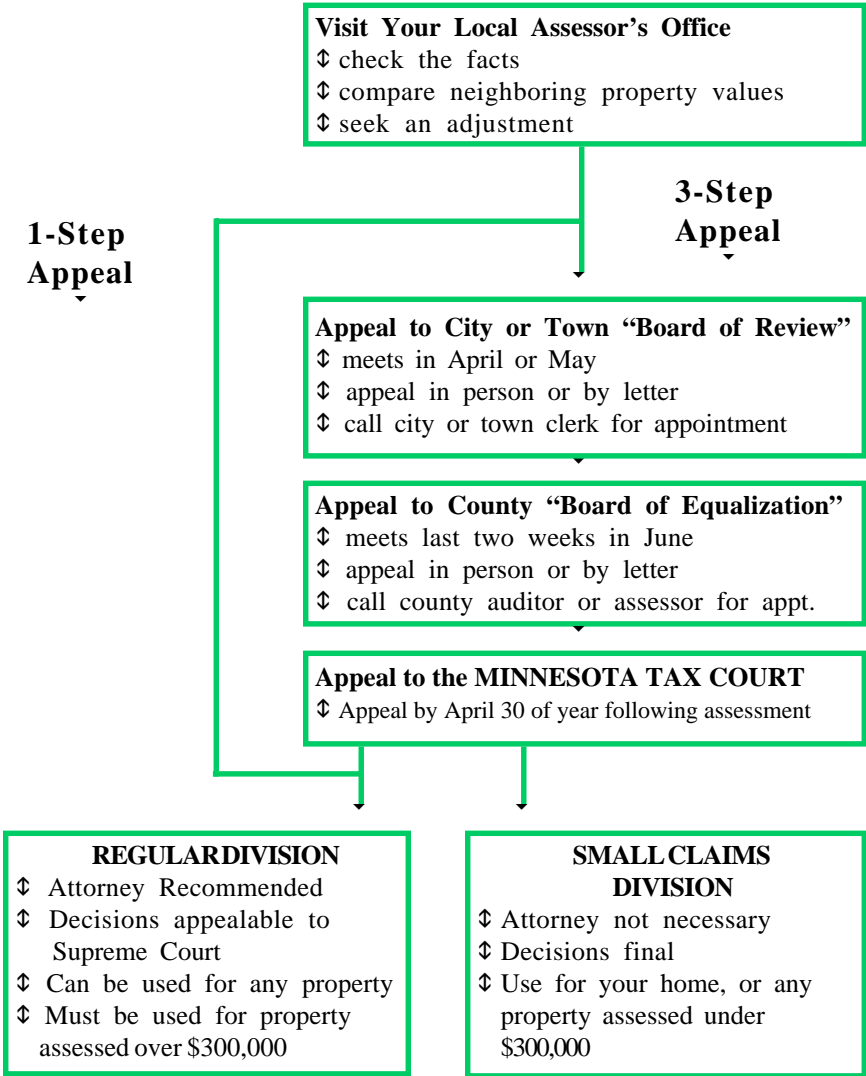 Visit Your Local Assessor's Office
⇕ check the facts
⇕ compare neighboring property values
⇕ seek an adjustment
1-Step
Appeal
3-Step
Appeal
Appeal to City or Town “Board of Review”
⇕ meets in April or May
⇕ appeal in person or by letter
⇕ call city or town clerk for appointment
Appeal to County “Board of Equalization”
⇕ meets last two weeks in June
⇕ appeal in person or by letter
⇕ call county auditor or assessor for appt.
Appeal to the MINNESOTA TAX COURT
⇕ Appeal by April 30 of year following assessment
REGULARDIVISION
⇕ Attorney Recommended
⇕ Decisions appealable to
Supreme Court
⇕ Can be used for any property
⇕ Must be used for property
assessed over $300,000
SMALL CLAIMS
DIVISION
⇕ Attorney not necessary
⇕ Decisions final
⇕ Use for your home, or any
property assessed under
$300,000